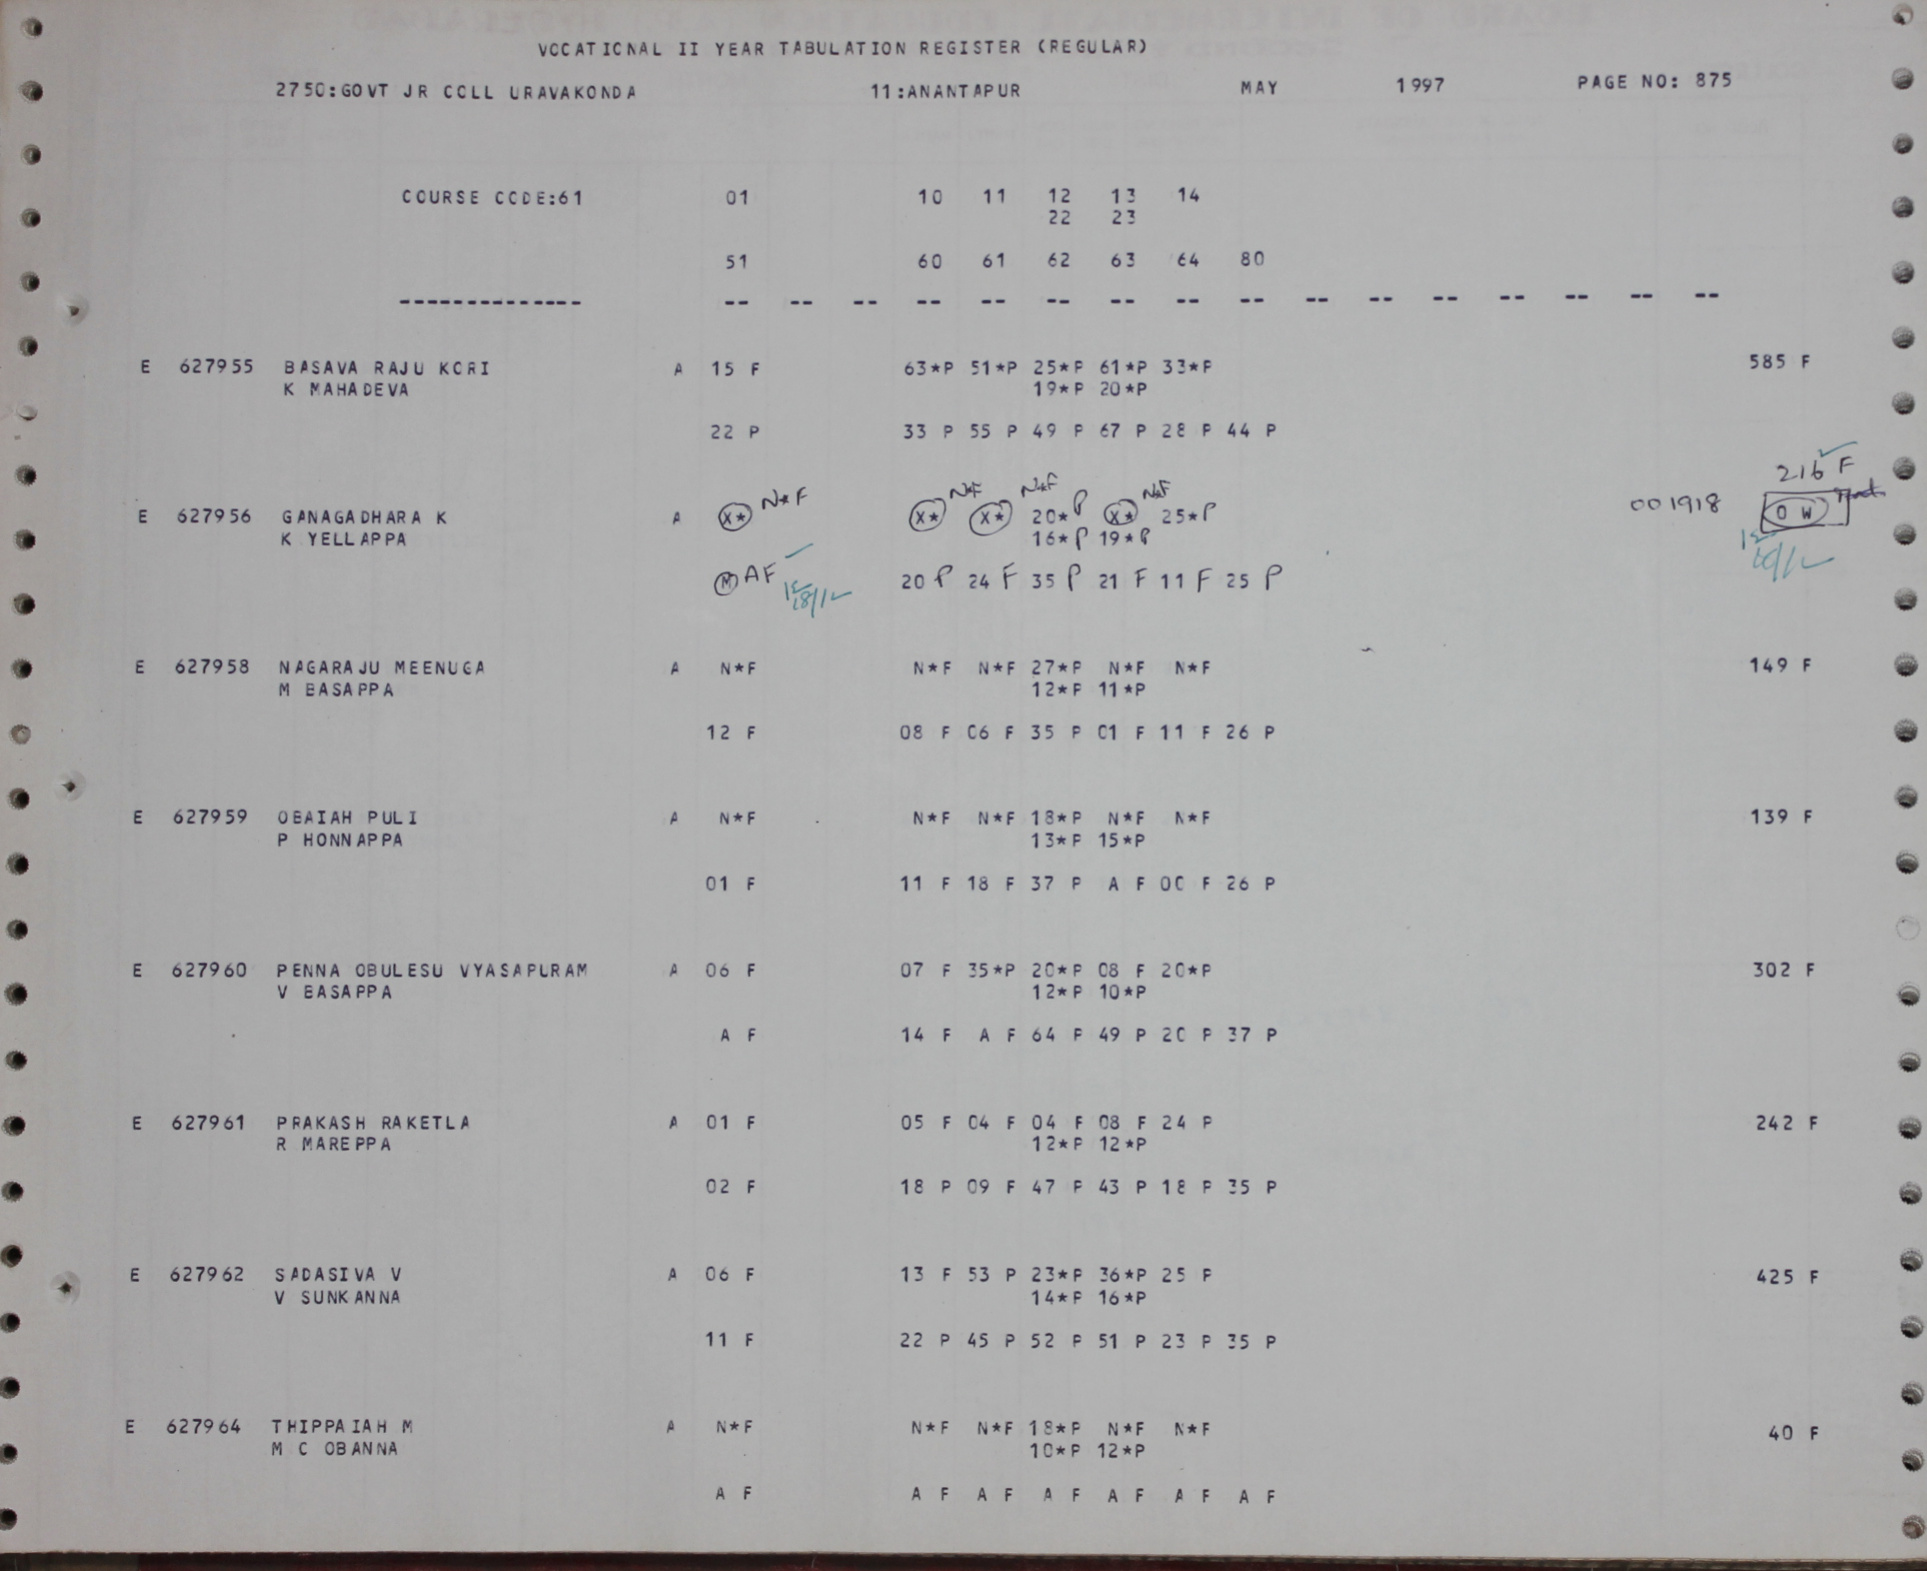 VOCATIONAL II YEAR TABULATION REGISTER (REGULAR)
2750:GOVT JR COLL URAVAKONDA 11:ANANTAPUR MAY 1997 PAGE NO: 875
COURSE CODE:61 01 10 11 12 13 14
22 23
51 60 61 62 63 64 80
-------------- -- -- -- -- -- -- -- -- -- -- -- -- -- -- -- --
E 627955 BASAVA RAJU KORI A 15 F 63*P 51*P 25*P 61*P 33*P 585 F
K MAHADEVA 19*P 20*P
22 P 33 P 55 P 49 P 67 P 28 P 44 P
N*F N*F N*F N*F 216 F
E 627956 GANAGADHARA K A X* X* X* 20*P X* 25*P 001918 0 W
K YELLAPPA 16*P 19*P
M AF 20 P 24 F 35 P 21 F 11 F 25 P
18/12
E 627958 NAGARAJU MEENUGA A N*F N*F N*F 27*P N*F N*F 149 F
M BASAPPA 12*P 11*P
12 F 08 F 06 F 35 P 01 F 11 F 26 P
E 627959 OBAIAH PULI A N*F N*F N*F 18*P N*F N*F 139 F
P HONNAPPA 13*P 15*P
01 F 11 F 18 F 37 P A F 00 F 26 P
E 627960 PENNA OBULESU VYASAPURAM A 06 F 07 F 35*P 20*P 08 F 20*P 302 F
V BASAPPA 12*P 10*P
A F 14 F A F 64 P 49 P 20 P 37 P
E 627961 PRAKASH RAKETLA A 01 F 05 F 04 F 04 F 08 F 24 P 242 F
R MAREPPA 12*P 12*P
02 F 18 P 09 F 47 P 43 P 18 P 35 P
E 627962 SADASIVA V A 06 F 13 F 53 P 23*P 36*P 25 P 425 F
V SUNKANNA 14*P 16*P
11 F 22 P 45 P 52 P 51 P 23 P 35 P
E 627964 THIPPAIAH M A N*F N*F N*F 18*P N*F N*F 40 F
M C OBANNA 10*P 12*P
A F A F A F A F A F A F A F